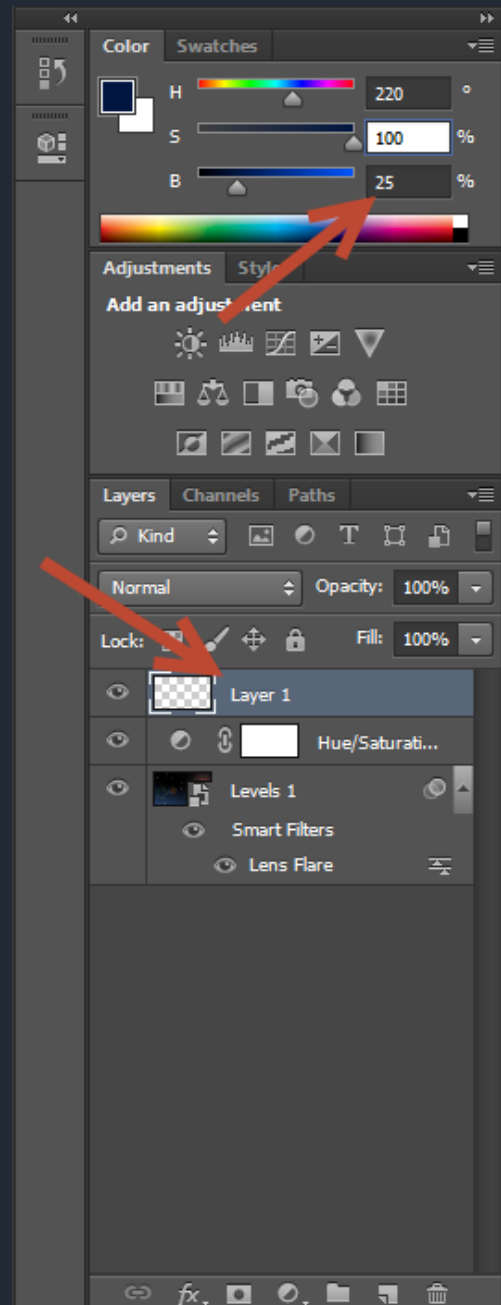 Color Swatches
H 220 °
S 100 %
B 25 %
Adjustments
Add an adjustment
Layers Channels Paths
Kind T
Normal Opacity: 100%
Lock: Fill: 100%
Layer 1
Hue/Saturati...
Levels 1
Smart Filters
Lens Flare
fx